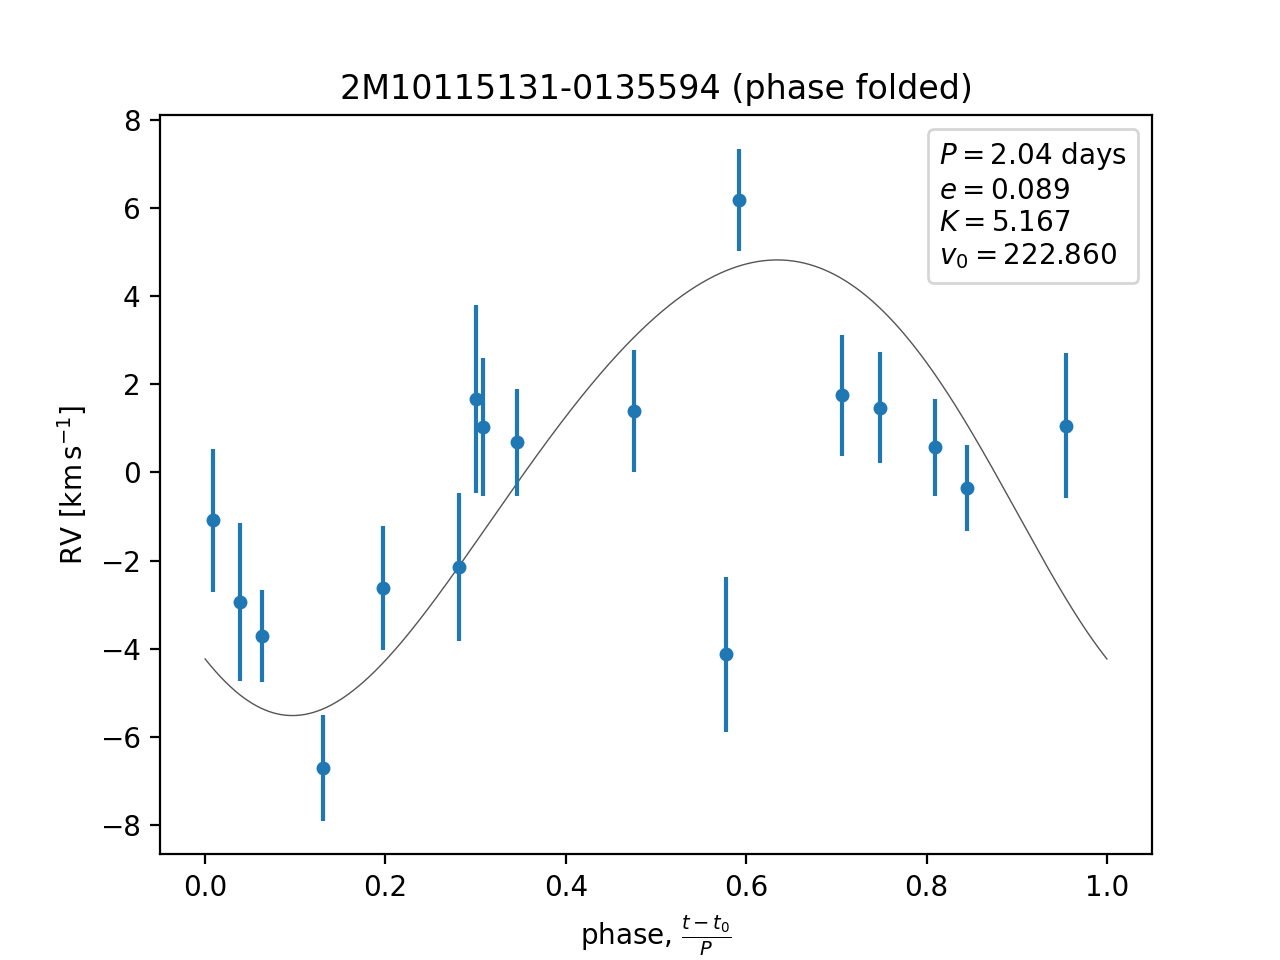 2M10115131-0135594 (phase folded)
P = 2.04 days
e = 0.089
K = 5.167
v₀ = 222.860
8
6
4
2
0
−2
−4
−6
−8
RV [km s⁻¹]
0.0 0.2 0.4 0.6 0.8 1.0
phase, (t − t₀)/P